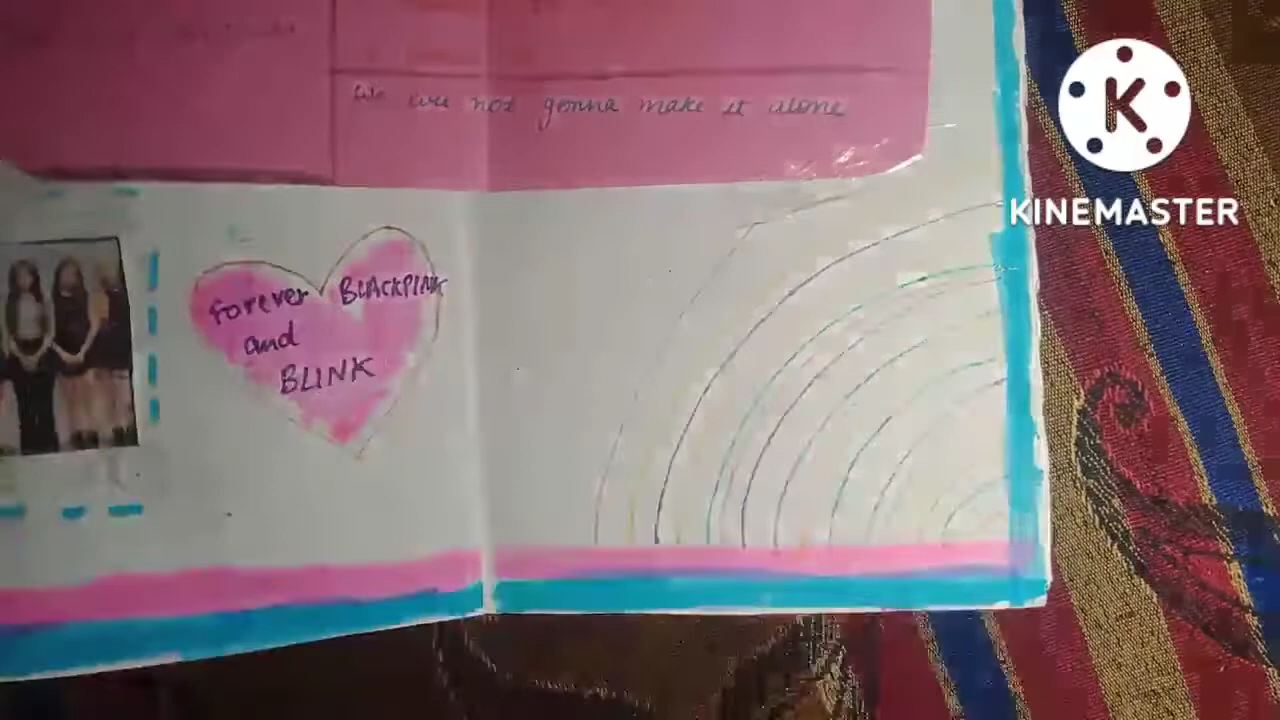 we are not gonna make it alone
K
KINEMASTER
Forever BLACKPINK
and
BLINK